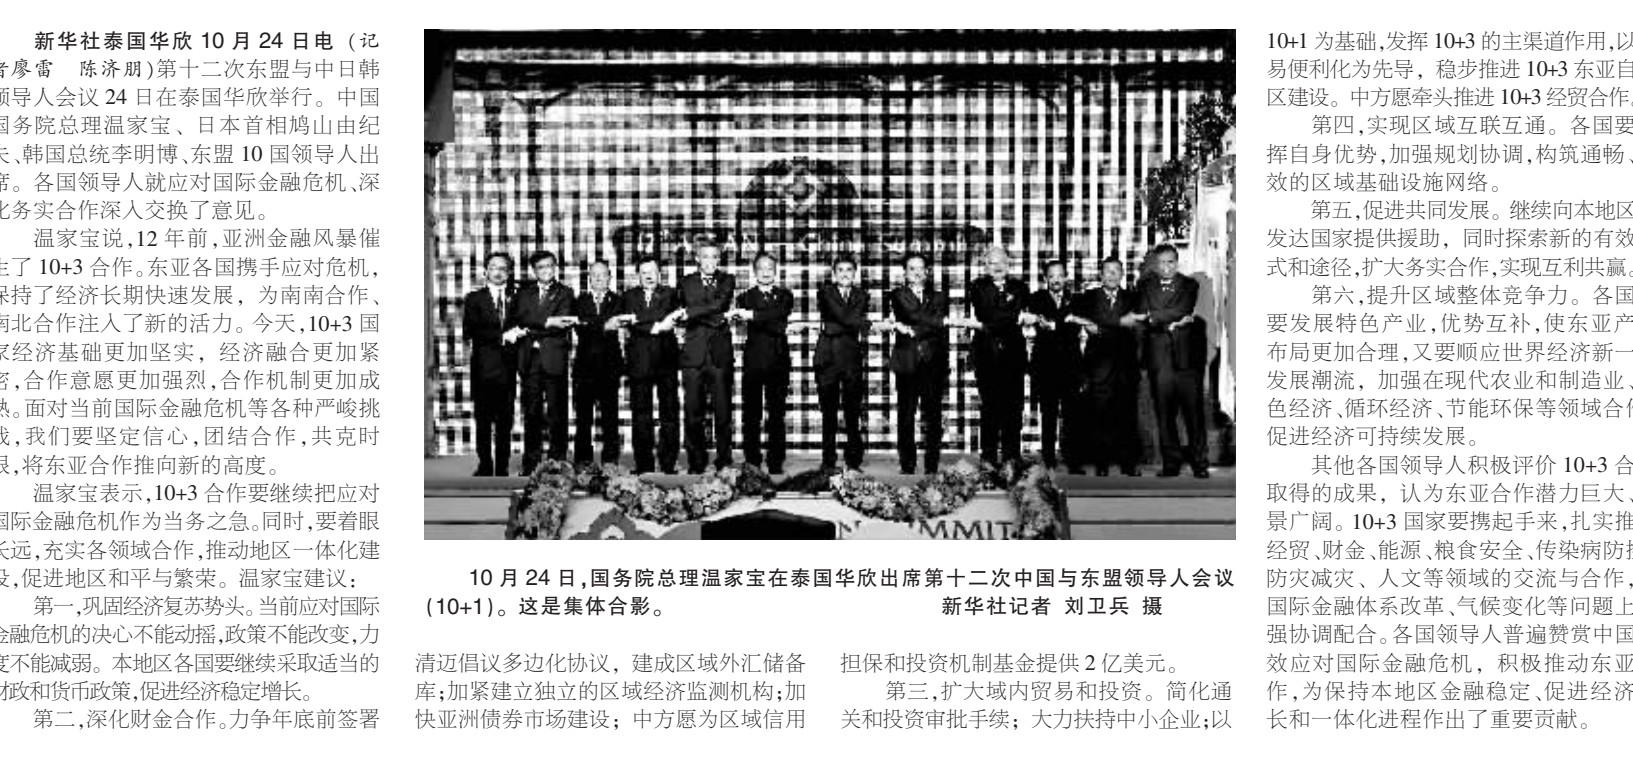 新华社泰国华欣 10 月 24 日电 (记
者廖雷 陈济朋)第十二次东盟与中日韩
领导人会议 24 日在泰国华欣举行。中国
国务院总理温家宝、日本首相鸠山由纪
夫、韩国总统李明博、东盟 10 国领导人出
席。各国领导人就应对国际金融危机、深
化务实合作深入交换了意见。
温家宝说,12 年前,亚洲金融风暴催
生了 10+3 合作。东亚各国携手应对危机,
保持了经济长期快速发展,为南南合作、
南北合作注入了新的活力。今天,10+3 国
家经济基础更加坚实,经济融合更加紧
密,合作意愿更加强烈,合作机制更加成
熟。面对当前国际金融危机等各种严峻挑
战,我们要坚定信心,团结合作,共克时
艰,将东亚合作推向新的高度。
温家宝表示,10+3 合作要继续把应对
国际金融危机作为当务之急。同时,要着眼
长远,充实各领域合作,推动地区一体化建
设,促进地区和平与繁荣。温家宝建议:
第一,巩固经济复苏势头。当前应对国际
金融危机的决心不能动摇,政策不能改变,力
度不能减弱。本地区各国要继续采取适当的
财政和货币政策,促进经济稳定增长。
第二,深化财金合作。力争年底前签署
MMIT
10 月 24 日,国务院总理温家宝在泰国华欣出席第十二次中国与东盟领导人会议
(10+1)。这是集体合影。 新华社记者 刘卫兵 摄
清迈倡议多边化协议,建成区域外汇储备
库;加紧建立独立的区域经济监测机构;加
快亚洲债券市场建设;中方愿为区域信用
担保和投资机制基金提供 2 亿美元。
第三,扩大域内贸易和投资。简化通
关和投资审批手续;大力扶持中小企业;以
10+1 为基础,发挥 10+3 的主渠道作用,以
易便利化为先导,稳步推进 10+3 东亚自
区建设。中方愿牵头推进 10+3 经贸合作。
第四,实现区域互联互通。各国要
挥自身优势,加强规划协调,构筑通畅、
效的区域基础设施网络。
第五,促进共同发展。继续向本地区
发达国家提供援助,同时探索新的有效
式和途径,扩大务实合作,实现互利共赢。
第六,提升区域整体竞争力。各国
要发展特色产业,优势互补,使东亚产
布局更加合理,又要顺应世界经济新一
发展潮流,加强在现代农业和制造业、
色经济、循环经济、节能环保等领域合作
促进经济可持续发展。
其他各国领导人积极评价 10+3 合
取得的成果,认为东亚合作潜力巨大、
景广阔。10+3 国家要携起手来,扎实推
经贸、财金、能源、粮食安全、传染病防控
防灾减灾、人文等领域的交流与合作,
国际金融体系改革、气候变化等问题上
强协调配合。各国领导人普遍赞赏中国
效应对国际金融危机,积极推动东亚
作,为保持本地区金融稳定、促进经济
长和一体化进程作出了重要贡献。